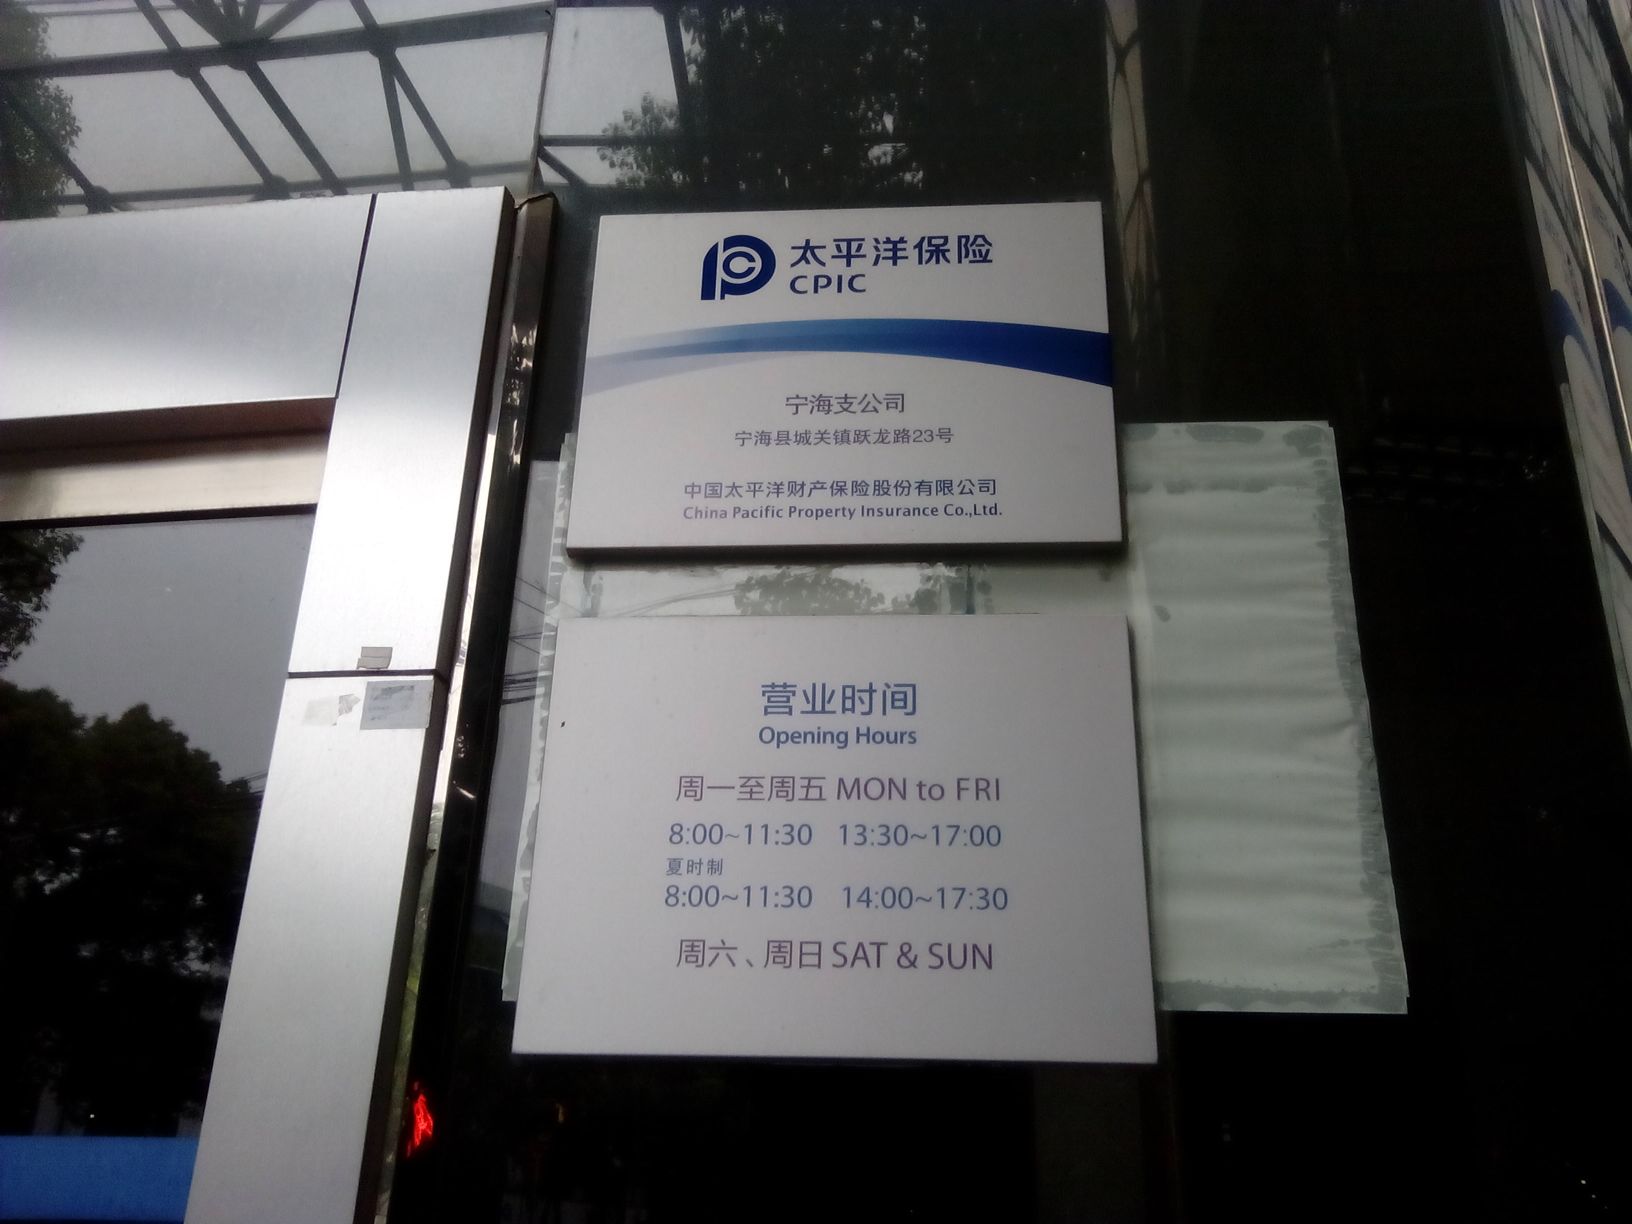 太平洋保险
CPIC
宁海支公司
宁海县城关镇跃龙路23号
中国太平洋财产保险股份有限公司
China Pacific Property Insurance Co.,Ltd.
营业时间
Opening Hours
周一至周五 MON to FRI
8:00~11:30 13:30~17:00
夏时制
8:00~11:30 14:00~17:30
周六、周日 SAT & SUN